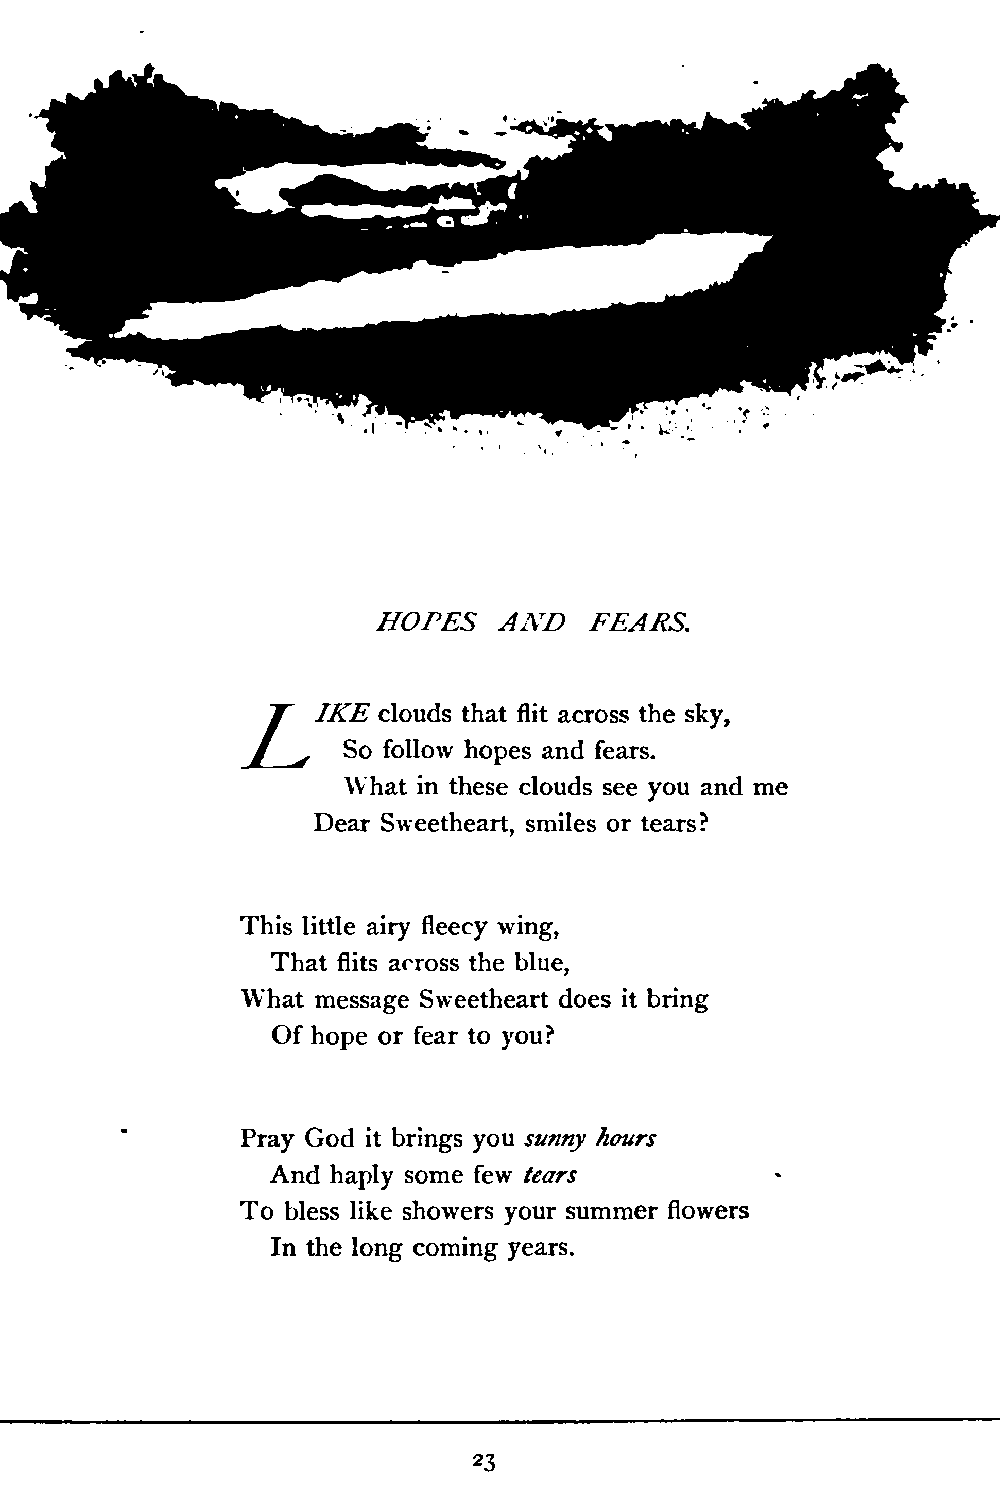 HOPES AND FEARS.
LIKE clouds that flit across the sky,
So follow hopes and fears.
What in these clouds see you and me
Dear Sweetheart, smiles or tears?
This little airy fleecy wing,
That flits across the blue,
What message Sweetheart does it bring
Of hope or fear to you?
Pray God it brings you sunny hours
And haply some few tears
To bless like showers your summer flowers
In the long coming years.
23